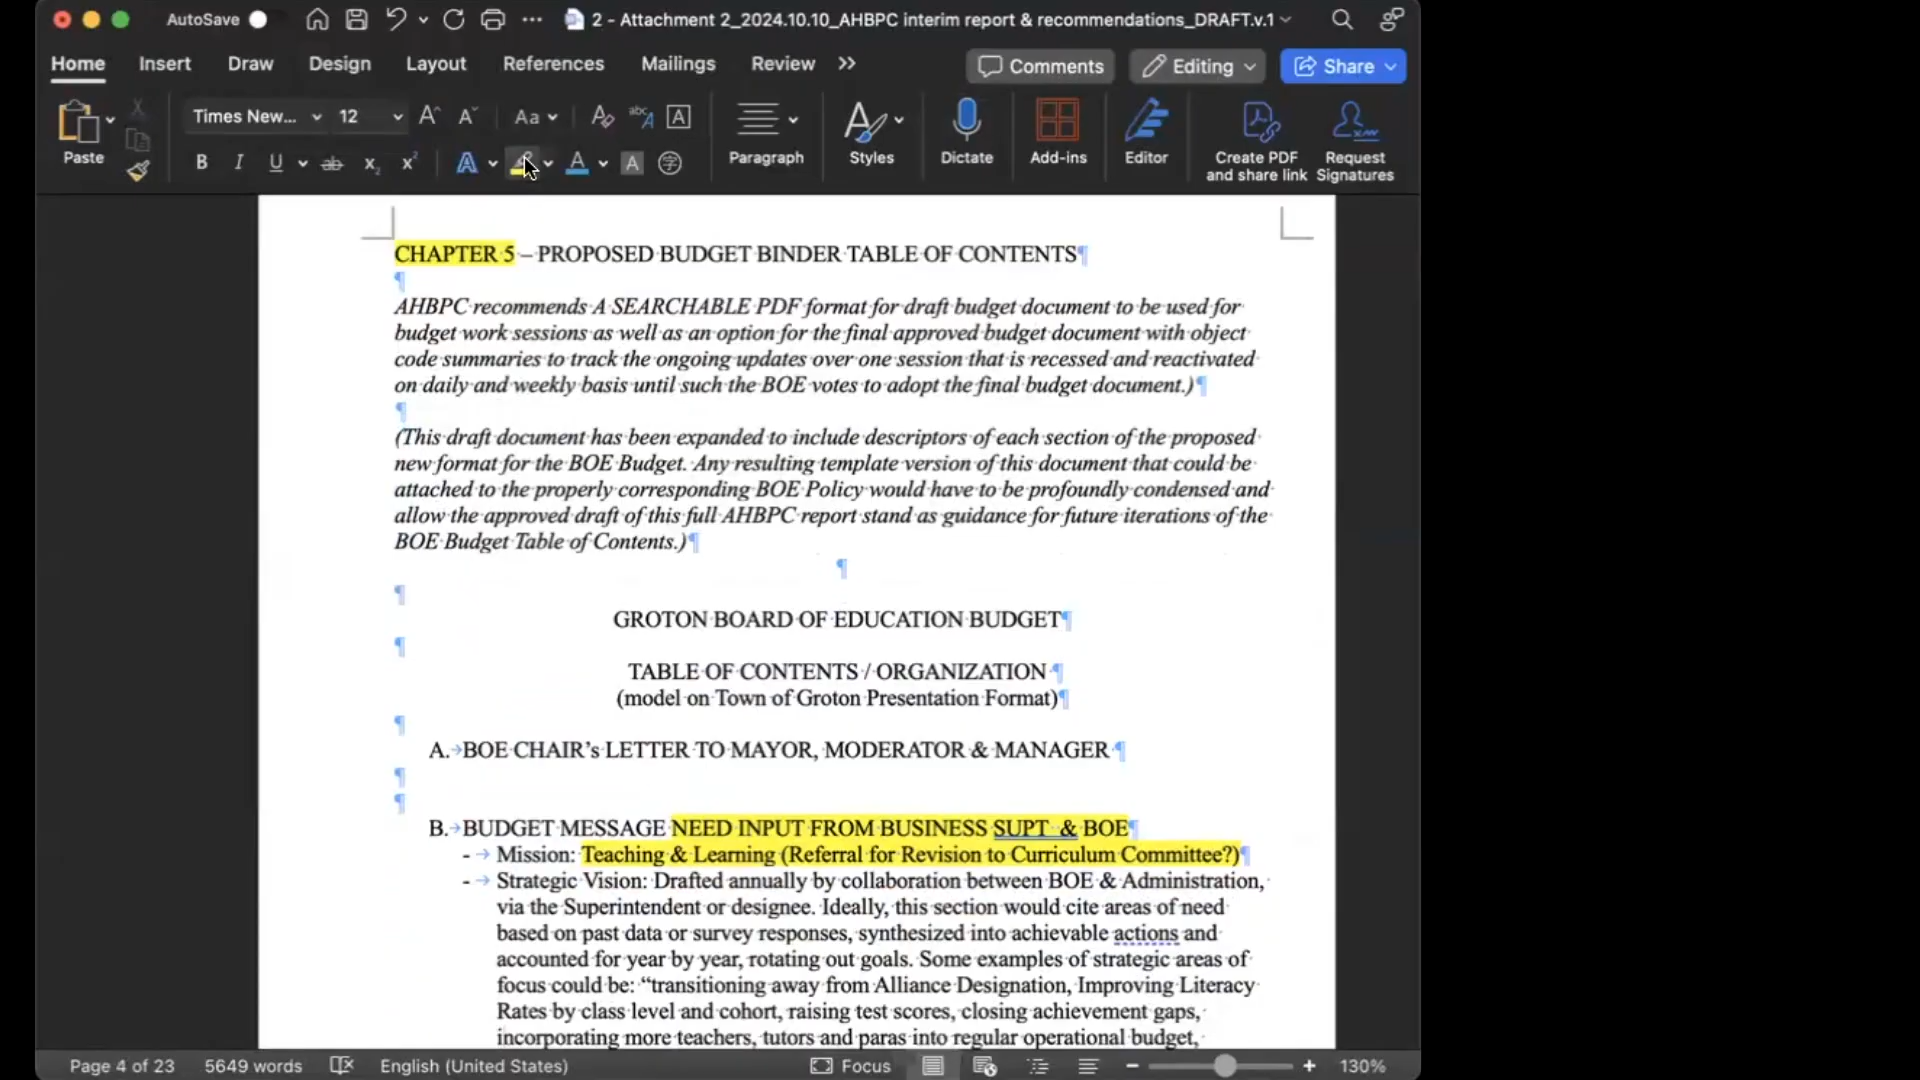 AutoSave
2 - Attachment 2_2024.10.10_AHBPC interim report & recommendations_DRAFT.v.1
Home Insert Draw Design Layout References Mailings Review
Comments Editing Share
Paste
Times New... 12
Aa
Paragraph
Styles
Dictate
Add-ins
Editor
Create PDF
and share link
Request
Signatures
CHAPTER 5 – PROPOSED BUDGET BINDER TABLE OF CONTENTS¶
¶
AHBPC recommends A SEARCHABLE PDF format for draft budget document to be used for
budget work sessions as well as an option for the final approved budget document with object
code summaries to track the ongoing updates over one session that is recessed and reactivated
on daily and weekly basis until such the BOE votes to adopt the final budget document.)¶
¶
(This draft document has been expanded to include descriptors of each section of the proposed
new format for the BOE Budget. Any resulting template version of this document that could be
attached to the properly corresponding BOE Policy would have to be profoundly condensed and
allow the approved draft of this full AHBPC report stand as guidance for future iterations of the
BOE Budget Table of Contents.)¶
¶
¶
GROTON BOARD OF EDUCATION BUDGET¶
¶
TABLE OF CONTENTS / ORGANIZATION ¶
(model on Town of Groton Presentation Format)¶
¶
A.→BOE CHAIR’s LETTER TO MAYOR, MODERATOR & MANAGER ¶
¶
¶
B.→BUDGET MESSAGE NEED INPUT FROM BUSINESS SUPT & BOE¶
- → Mission: Teaching & Learning (Referral for Revision to Curriculum Committee?)¶
- → Strategic Vision: Drafted annually by collaboration between BOE & Administration,
via the Superintendent or designee. Ideally, this section would cite areas of need
based on past data or survey responses, synthesized into achievable actions and
accounted for year by year, rotating out goals. Some examples of strategic areas of
focus could be: “transitioning away from Alliance Designation, Improving Literacy
Rates by class level and cohort, raising test scores, closing achievement gaps,
incorporating more teachers, tutors and paras into regular operational budget,
Page 4 of 23 5649 words English (United States) Focus 130%